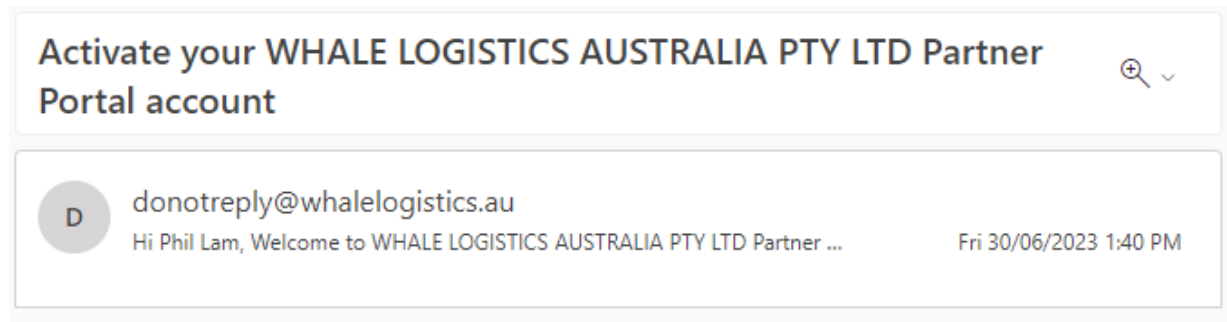 Activate your WHALE LOGISTICS AUSTRALIA PTY LTD Partner
Portal account
D
donotreply@whalelogistics.au
Hi Phil Lam, Welcome to WHALE LOGISTICS AUSTRALIA PTY LTD Partner ...
Fri 30/06/2023 1:40 PM